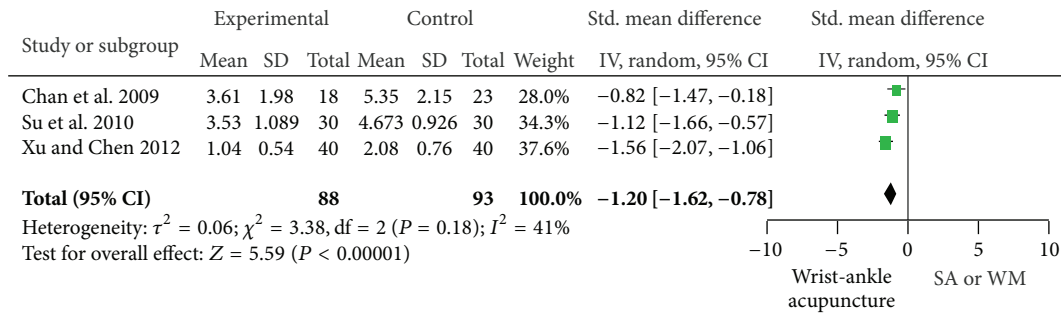 Experimental Control Std. mean difference Std. mean difference
Study or subgroup
Mean SD Total Mean SD Total Weight IV, random, 95% CI IV, random, 95% CI
Chan et al. 2009 3.61 1.98 18 5.35 2.15 23 28.0% −0.82 [−1.47, −0.18]
Su et al. 2010 3.53 1.089 30 4.673 0.926 30 34.3% −1.12 [−1.66, −0.57]
Xu and Chen 2012 1.04 0.54 40 2.08 0.76 40 37.6% −1.56 [−2.07, −1.06]
Total (95% CI) 88 93 100.0% −1.20 [−1.62, −0.78]
Heterogeneity: τ² = 0.06; χ² = 3.38, df = 2 (P = 0.18); I² = 41%
Test for overall effect: Z = 5.59 (P < 0.00001)
−10 −5 0 5 10
Wrist-ankle SA or WM
acupuncture